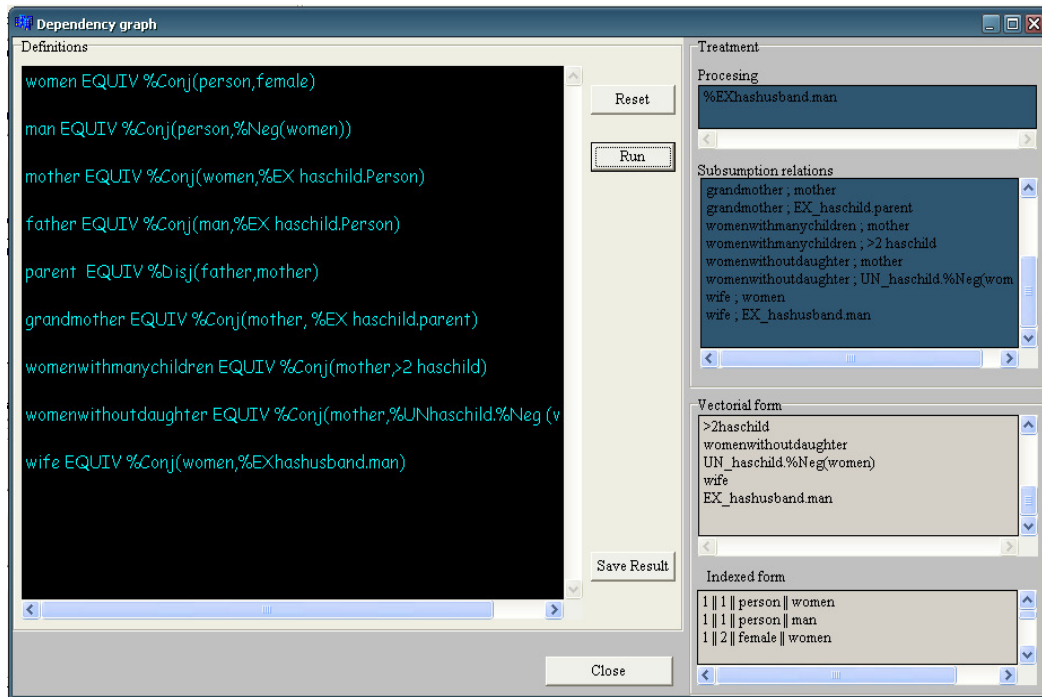 Dependency graph
Definitions
women EQUIV %Conj(person,female)
man EQUIV %Conj(person,%Neg(women))
mother EQUIV %Conj(women,%EX haschild.Person)
father EQUIV %Conj(man,%EX haschild.Person)
parent EQUIV %Disj(father,mother)
grandmother EQUIV %Conj(mother, %EX haschild.parent)
womenwithmanychildren EQUIV %Conj(mother,>2 haschild)
womenwithoutdaughter EQUIV %Conj(mother,%UNhaschild.%Neg (v
wife EQUIV %Conj(women,%EXhashusband.man)
Reset
Run
Save Result
Close
Treatment
Procesing
%EXhashusband.man
Subsumption relations
grandmother ; mother
grandmother ; EX_haschild.parent
womenwithmanychildren ; mother
womenwithmanychildren ; >2 haschild
womenwithoutdaughter ; mother
womenwithoutdaughter ; UN_haschild.%Neg(wom
wife ; women
wife ; EX_hashusband.man
Vectorial form
>2haschild
womenwithoutdaughter
UN_haschild.%Neg(women)
wife
EX_hashusband.man
Indexed form
1 || 1 || person || women
1 || 1 || person || man
1 || 2 || female || women